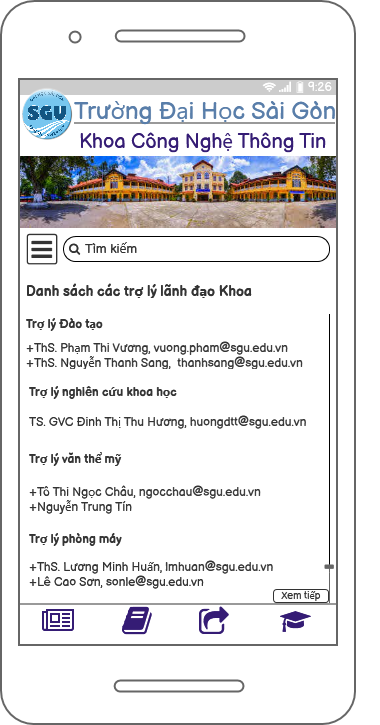 9:26
SGU
Trường Đại Học Sài Gòn
Khoa Công Nghệ Thông Tin
Tìm kiếm
Danh sách các trợ lý lãnh đạo Khoa
Trợ lý Đào tạo
+ThS. Phạm Thi Vương, vuong.pham@sgu.edu.vn
+ThS. Nguyễn Thanh Sang,  thanhsang@sgu.edu.vn
Trợ lý nghiên cứu khoa học
TS. GVC Đinh Thị Thu Hương, huongdtt@sgu.edu.vn
Trợ lý văn thể mỹ
+Tô Thi Ngọc Châu, ngocchau@sgu.edu.vn
+Nguyễn Trung Tín
Trợ lý phòng máy
+ThS. Lương Minh Huấn, lmhuan@sgu.edu.vn
+Lê Cao Sơn, sonle@sgu.edu.vn
Xem tiếp